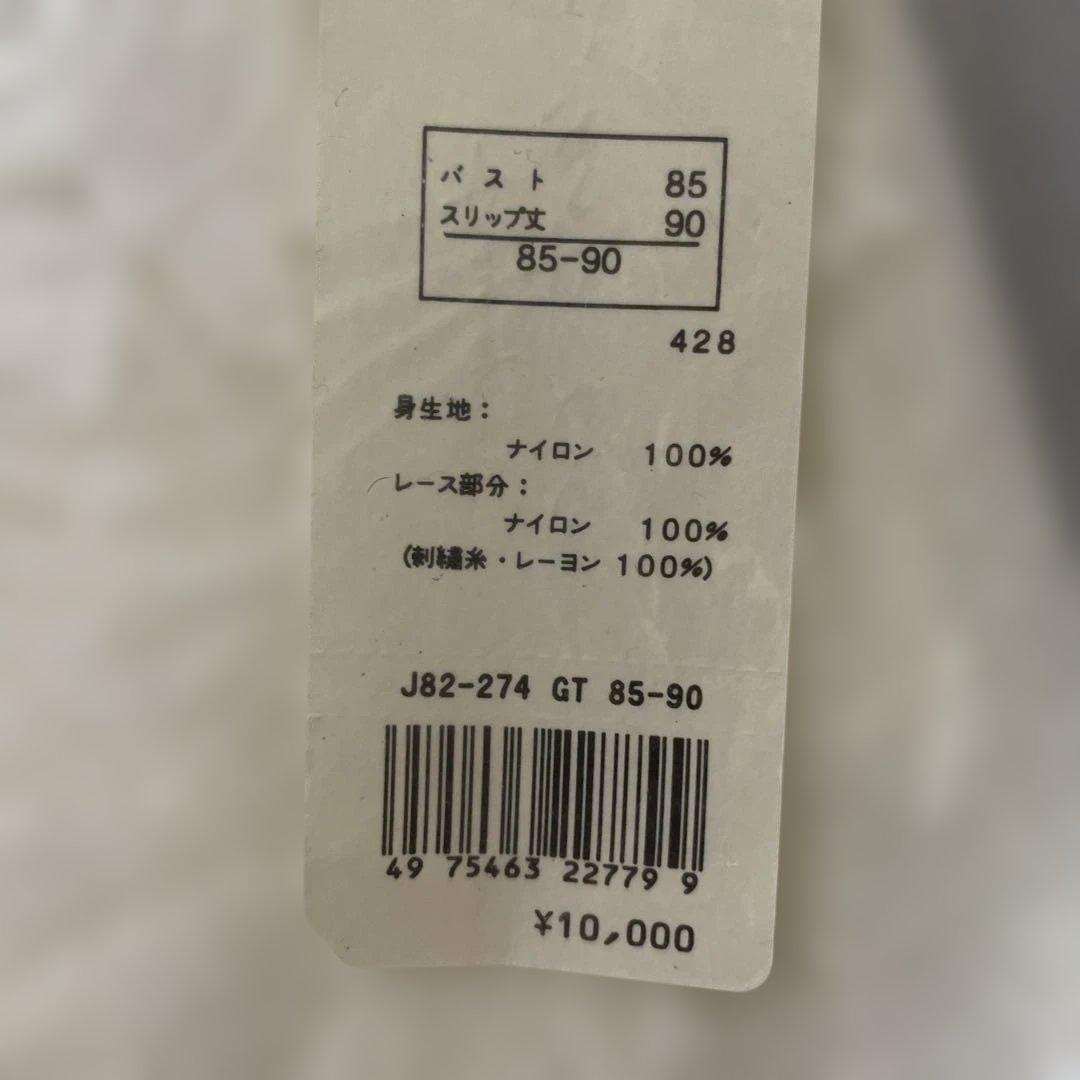 バスト 85
スリップ丈 90
85-90
428
身生地：
ナイロン 100%
レース部分：
ナイロン 100%
(刺繍糸・レーヨン 100%)
J82-274 GT 85-90
49 75463 22779 9
¥10,000